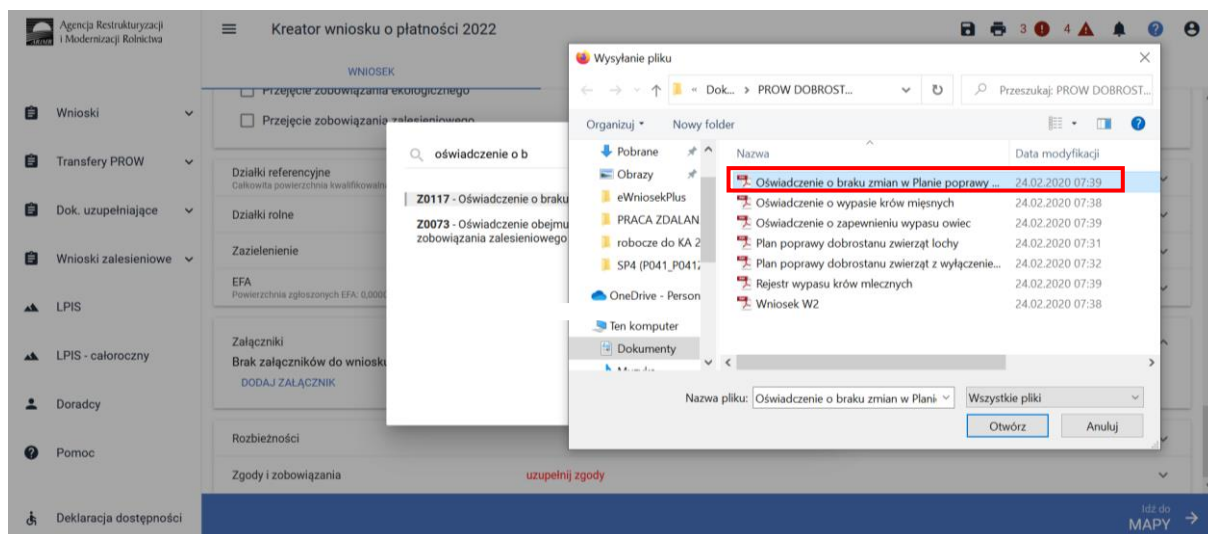 Agencja Restrukturyzacji
i Modernizacji Rolnictwa
Wnioski
Transfery PROW
Dok. uzupełniające
Wnioski zalesieniowe
LPIS
LPIS - całoroczny
Doradcy
Pomoc
Deklaracja dostępności
Kreator wniosku o płatności 2022
3 4
WNIOSEK
Przejęcie zobowiązania ekologicznego
Przejęcie zobowiązania zalesieniowego
Działki referencyjne
Całkowita powierzchnia
Działki rolne
Zazielenienie
EFA
Powierzchnia zgłoszonych EFA:
Załączniki
Brak załączników do wniosku
DODAJ ZAŁĄCZNIK
Rozbieżności
Zgody i zobowiązania uzupełnij zgody
Idź do
MAPY
oświadczenie o b
Z0117 - Oświadczenie o braku
Z0073 - Oświadczenie obejmu
zobowiązania zalesieniowego
Wysyłanie pliku
« Dok... > PROW DOBROST...
Przeszukaj: PROW DOBROST...
Organizuj Nowy folder
Pobrane
Obrazy
eWniosekPlus
PRACA ZDALAN
robocze do KA 2
SP4 (P041_P041
OneDrive - Person
Ten komputer
Dokumenty
Nazwa Data modyfikacji
Oświadczenie o braku zmian w Planie poprawy ... 24.02.2020 07:39
Oświadczenie o wypasie krów mięsnych 24.02.2020 07:38
Oświadczenie o zapewnieniu wypasu owiec 24.02.2020 07:39
Plan poprawy dobrostanu zwierząt lochy 24.02.2020 07:31
Plan poprawy dobrostanu zwierząt z wyłączenie... 24.02.2020 07:32
Rejestr wypasu krów mlecznych 24.02.2020 07:39
Wniosek W2 24.02.2020 07:38
Nazwa pliku: Oświadczenie o braku zmian w Plani Wszystkie pliki
Otwórz Anuluj